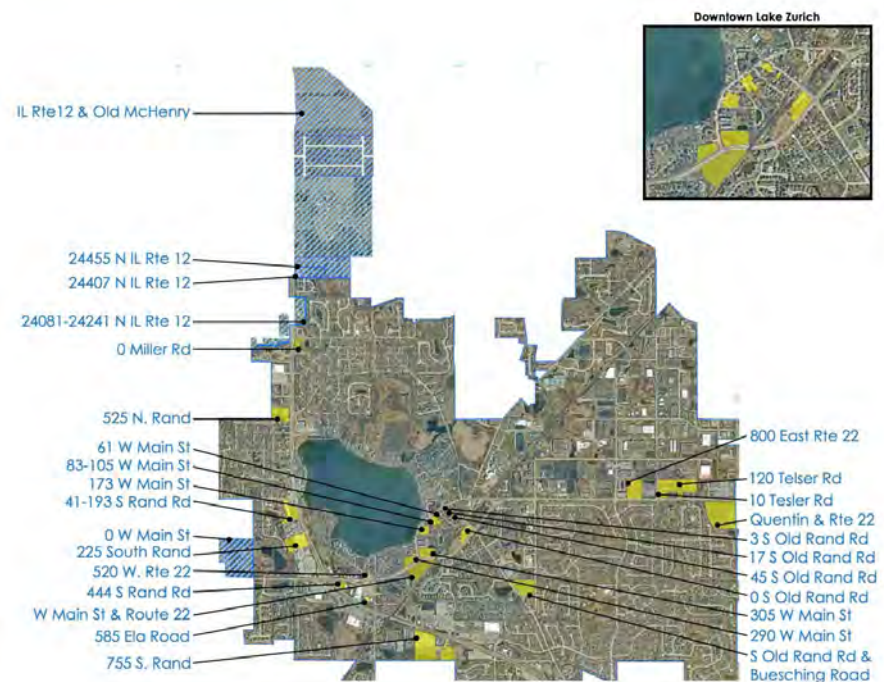 Downtown Lake Zurich
IL Rte12 & Old McHenry
24455 N IL Rte 12
24407 N IL Rte 12
24081-24241 N IL Rte 12
0 Miller Rd
525 N. Rand
61 W Main St
83-105 W Main St
173 W Main St
41-193 S Rand Rd
0 W Main St
225 South Rand
520 W. Rte 22
444 S Rand Rd
W Main St & Route 22
585 Ela Road
755 S. Rand
800 East Rte 22
120 Telser Rd
10 Tesler Rd
Quentin & Rte 22
3 S Old Rand Rd
17 S Old Rand Rd
45 S Old Rand Rd
0 S Old Rand Rd
305 W Main St
290 W Main St
S Old Rand Rd &
Buesching Road